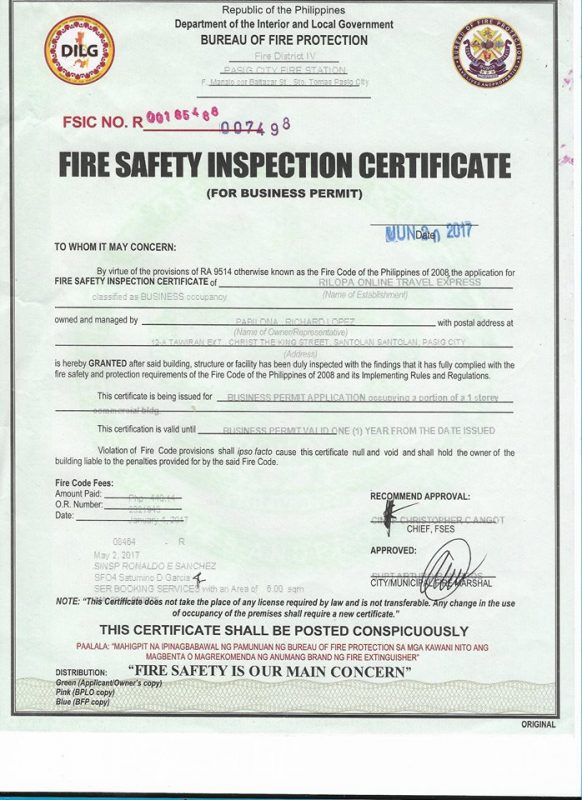 Republic of the Philippines
Department of the Interior and Local Government
BUREAU OF FIRE PROTECTION
Fire District IV
PASIG CITY FIRE STATION
Sto. Tomas Pasig City
DILG
BUREAU OF FIRE PROTECTION
FSIC NO. R 00185488
007498
FIRE SAFETY INSPECTION CERTIFICATE
(FOR BUSINESS PERMIT)
JUN 20 2017
Date
TO WHOM IT MAY CONCERN:
By virtue of the provisions of RA 9514 otherwise known as the Fire Code of the Philippines of 2008, the application for
FIRE SAFETY INSPECTION CERTIFICATE of RILOPA ONLINE TRAVEL EXPRESS
classified as BUSINESS occupancy (Name of Establishment)
owned and managed by PABILONA, RICHARD LOPEZ, with postal address at
(Name of Owner/Representative)
12-A TAWIRAN EXT., CHRIST THE KING STREET, SANTOLAN SANTOLAN, PASIG CITY
(Address)
is hereby GRANTED after said building, structure or facility has been duly inspected with the findings that it has fully complied with the
fire safety and protection requirements of the Fire Code of the Philippines of 2008 and its Implementing Rules and Regulations.
This certificate is being issued for BUSINESS PERMIT APPLICATION occupying a portion of a 1 storey
commercial bldg.
This certification is valid until BUSINESS PERMIT VALID ONE (1) YEAR FROM THE DATE ISSUED
Violation of Fire Code provisions shall ipso facto cause this certificate null and void and shall hold the owner of the
building liable to the penalties provided for by the said Fire Code.
Fire Code Fees:
Amount Paid: Php
O.R. Number:
Date: January 4, 2017
RECOMMEND APPROVAL:
CHRISTOPHER C ANGOT
CHIEF, FSES
08464 - R
May 2, 2017
SINSP RONALDO E SANCHEZ
SFO4 Saturnino D Garcia
SER BOOKING SERVICES with an Area of 6.00 sqm
APPROVED:
CITY/MUNICIPAL FIRE MARSHAL
NOTE: "This Certificate does not take the place of any license required by law and is not transferable. Any change in the use
of occupancy of the premises shall require a new certificate."
THIS CERTIFICATE SHALL BE POSTED CONSPICUOUSLY
PAALALA: "MAHIGPIT NA IPINAGBABAWAL NG PAMUNUAN NG BUREAU OF FIRE PROTECTION SA MGA KAWANI NITO ANG
MAGBENTA O MAGREKOMENDA NG ANUMANG BRAND NG FIRE EXTINGUISHER"
DISTRIBUTION: "FIRE SAFETY IS OUR MAIN CONCERN"
Green (Applicant/Owner's copy)
Pink (BPLO copy)
Blue (BFP copy)
ORIGINAL